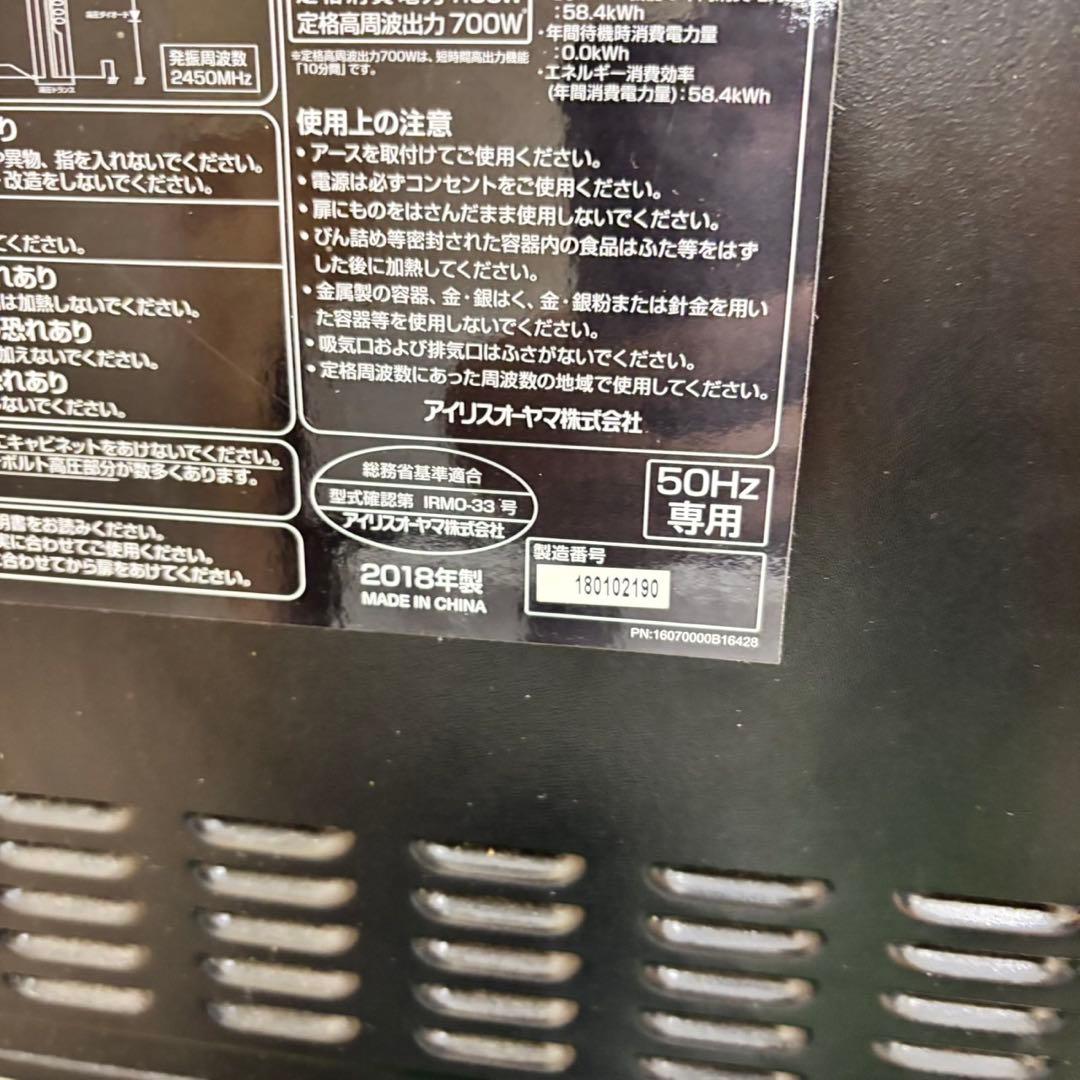 高圧ダイオード
発振周波数
2450MHz
高圧トランス
定格高周波出力 700W
※定格高周波出力700Wは、短時間高出力機能
「10分間」です。
:58.4kWh
・年間待機時消費電力量
:0.0kWh
・エネルギー消費効率
(年間消費電力量):58.4kWh
り
や異物、指を入れないでください。
改造をしないでください。
てください。
れあり
は加熱しないでください。
恐れあり
加えないでください。
れあり
ないでください。
にキャビネットをあけないでください。
ボルト高圧部分が数多くあります。
明書をお読みください。
実に合わせてご使用ください。
に合わせてから扉をあけてください。
使用上の注意
・アースを取付けてご使用ください。
・電源は必ずコンセントをご使用ください。
・扉にものをはさんだまま使用しないでください。
・びん詰め等密封された容器内の食品はふた等をはず
した後に加熱してください。
・金属製の容器、金・銀はく、金・銀粉または針金を用い
た容器等を使用しないでください。
・吸気口および排気口はふさがないでください。
・定格周波数にあった周波数の地域で使用してください。
アイリスオーヤマ株式会社
総務省基準適合
型式確認第 IRMO-33 号
アイリスオーヤマ株式会社
50Hz
専用
2018年製
MADE IN CHINA
製造番号
180102190
PN:16070000B16428